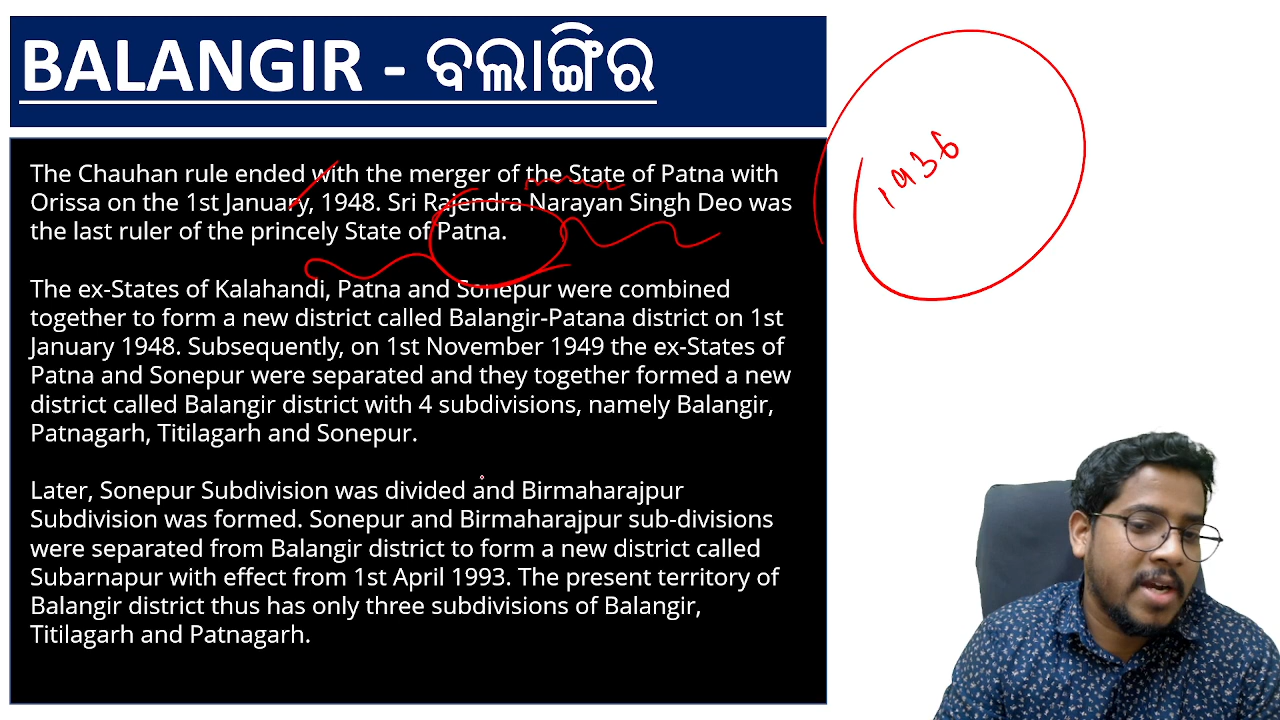 BALANGIR - ବଲାଙ୍ଗିର
The Chauhan rule ended with the merger of the State of Patna with
Orissa on the 1st January, 1948. Sri Rajendra Narayan Singh Deo was
the last ruler of the princely State of Patna.
The ex-States of Kalahandi, Patna and Sonepur were combined
together to form a new district called Balangir-Patana district on 1st
January 1948. Subsequently, on 1st November 1949 the ex-States of
Patna and Sonepur were separated and they together formed a new
district called Balangir district with 4 subdivisions, namely Balangir,
Patnagarh, Titilagarh and Sonepur.
Later, Sonepur Subdivision was divided and Birmaharajpur
Subdivision was formed. Sonepur and Birmaharajpur sub-divisions
were separated from Balangir district to form a new district called
Subarnapur with effect from 1st April 1993. The present territory of
Balangir district thus has only three subdivisions of Balangir,
Titilagarh and Patnagarh.
1936